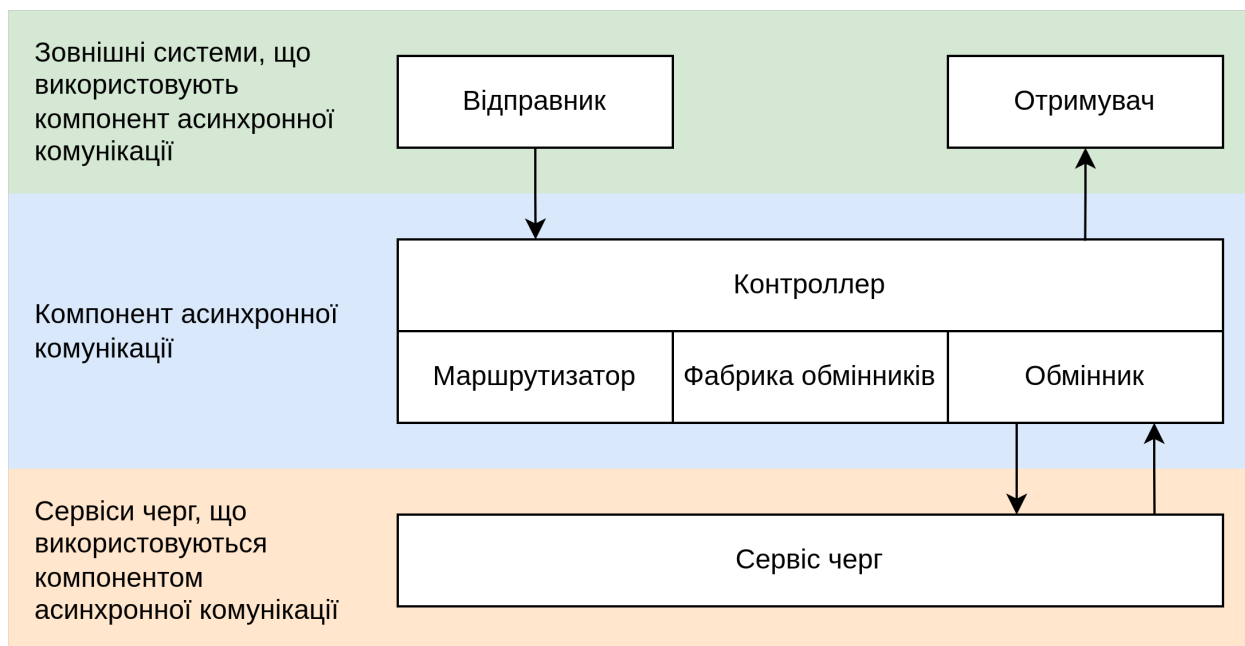 Зовнішні системи, що
використовують
компонент асинхронної
комунікації
Відправник
Отримувач
Компонент асинхронної
комунікації
Контроллер
Маршрутизатор
Фабрика обмінників
Обмінник
Сервіси черг, що
використовуються
компонентом
асинхронної комунікації
Сервіс черг